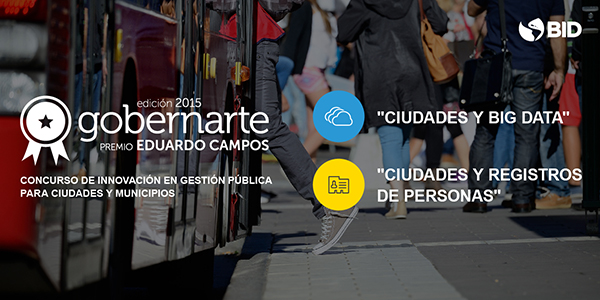 BID
edición 2015
gobernarte
PREMIO EDUARDO CAMPOS
CONCURSO DE INNOVACIÓN EN GESTIÓN PÚBLICA
PARA CIUDADES Y MUNICIPIOS
"CIUDADES Y BIG DATA"
"CIUDADES Y REGISTROS
DE PERSONAS"